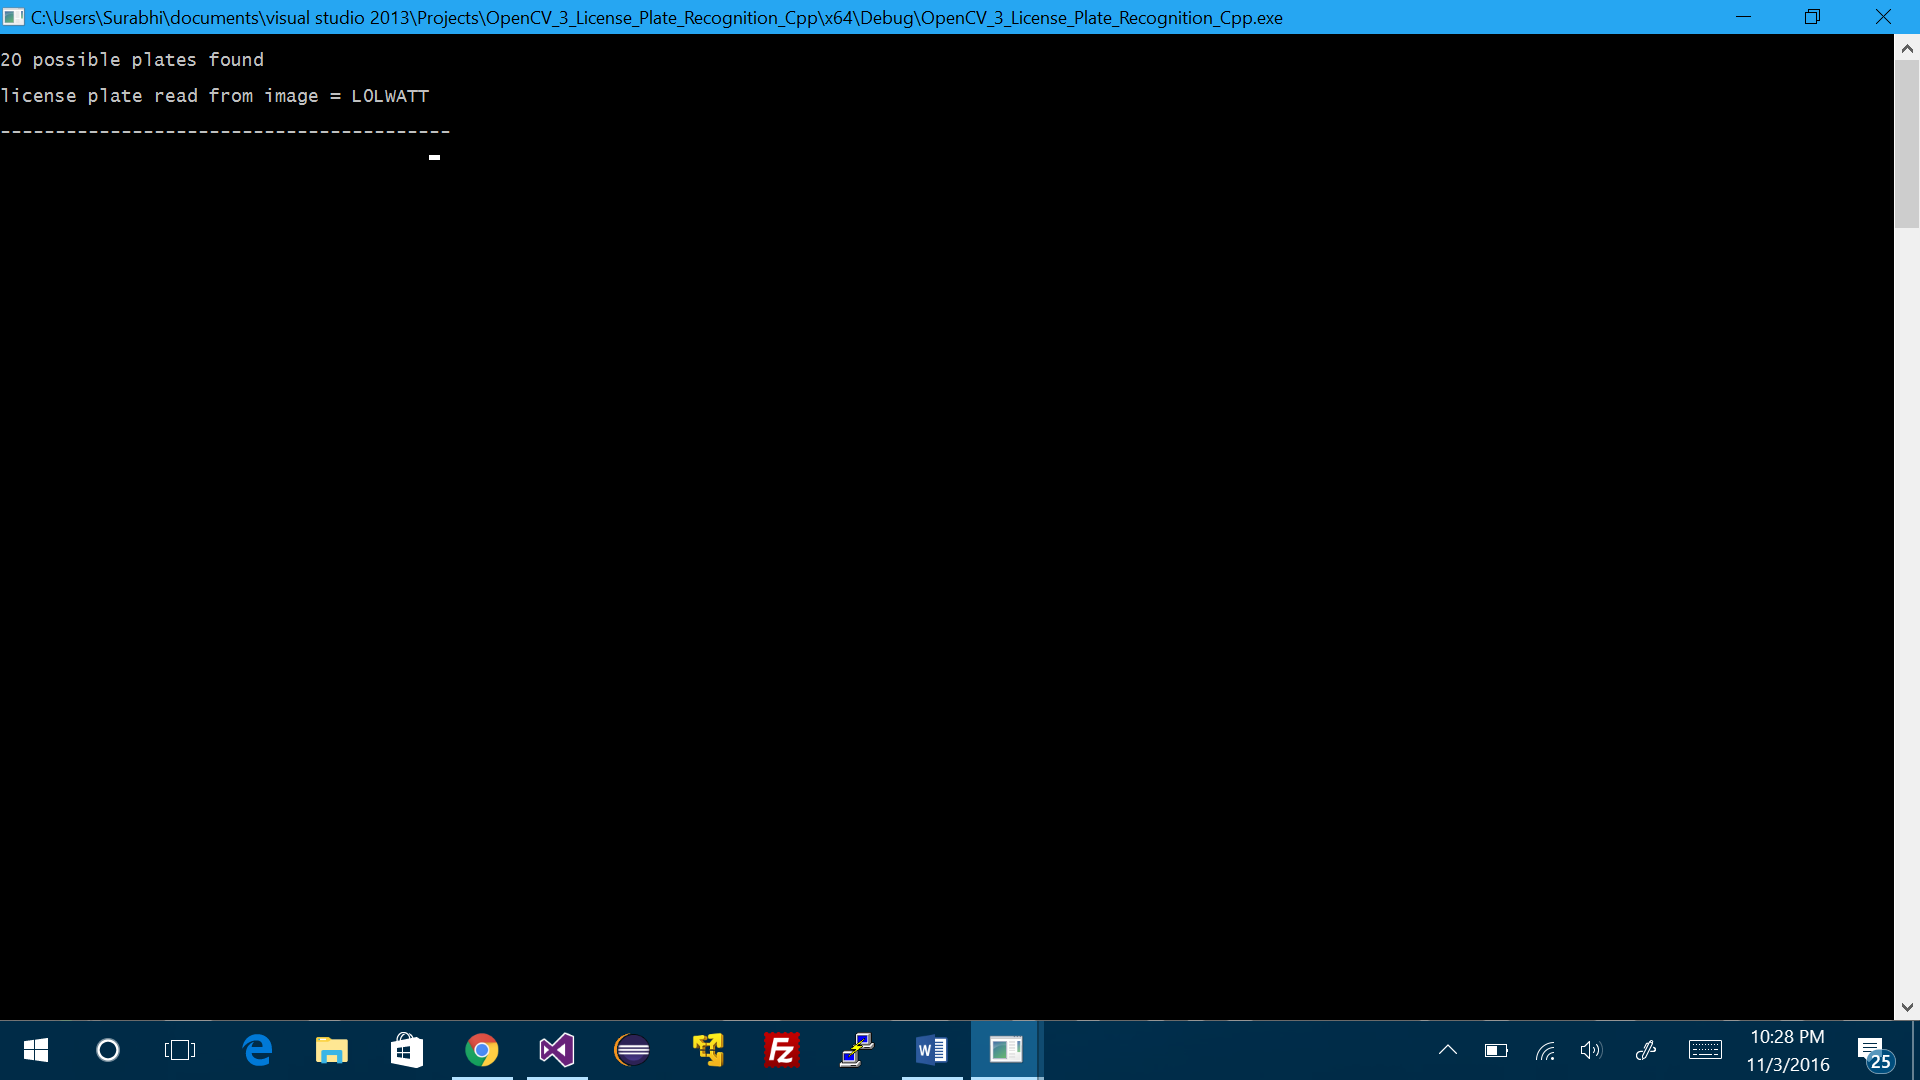 C:\Users\Surabhi\documents\visual studio 2013\Projects\OpenCV_3_License_Plate_Recognition_Cpp\x64\Debug\OpenCV_3_License_Plate_Recognition_Cpp.exe
20 possible plates found
license plate read from image = LOLWATT
-----------------------------------------
10:28 PM
11/3/2016
25